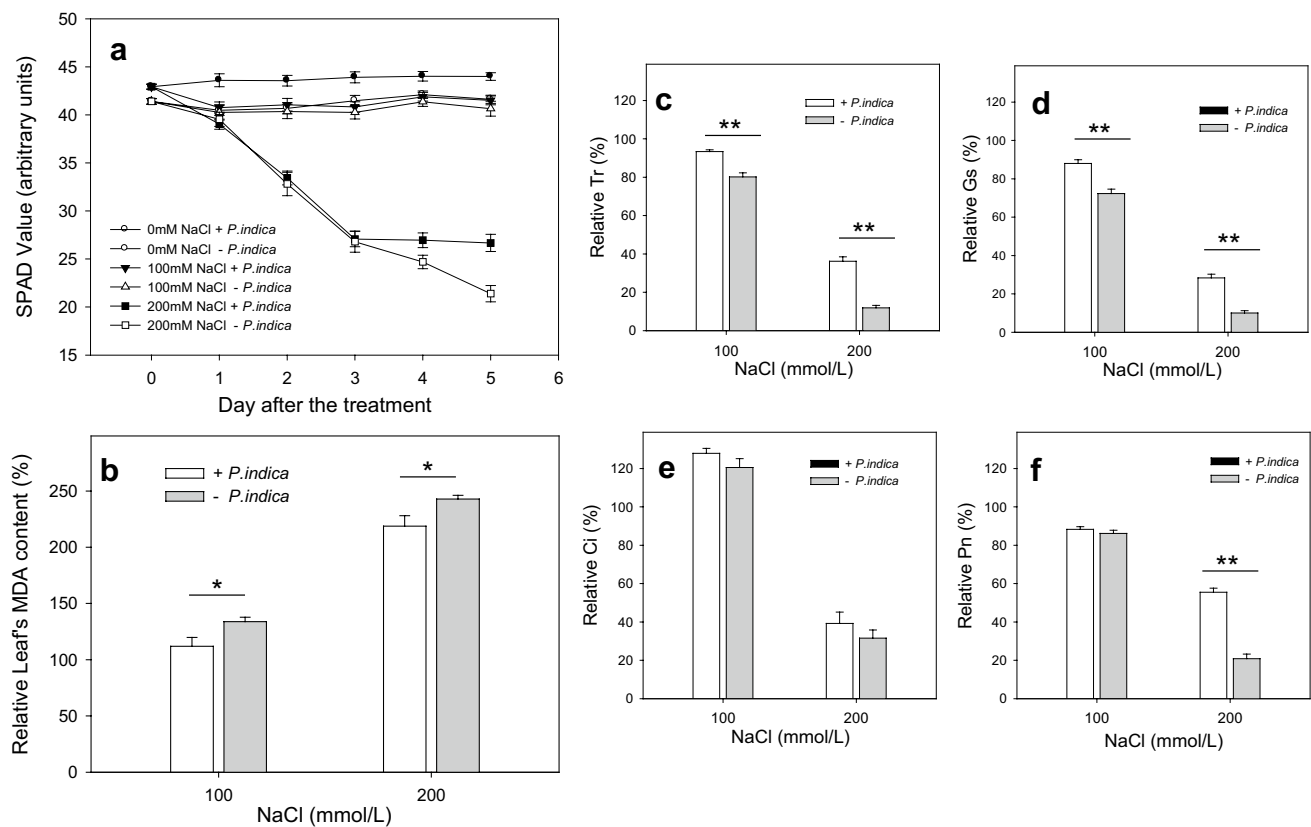 a
SPAD Value (arbitrary units)
50
45
40
35
30
25
20
15
0mM NaCl + P.indica
0mM NaCl - P.indica
100mM NaCl + P.indica
100mM NaCl - P.indica
200mM NaCl + P.indica
200mM NaCl - P.indica
0 1 2 3 4 5 6
Day after the treatment
c
Relative Tr (%)
120
100
80
60
40
20
0
+ P.indica
- P.indica
**
**
100 200
NaCl (mmol/L)
d
Relative Gs (%)
120
100
80
60
40
20
0
+ P.indica
- P.indica
**
**
100 200
NaCl (mmol/L)
b
Relative Leaf's MDA content (%)
250
200
150
100
50
0
+ P.indica
- P.indica
*
*
100 200
NaCl (mmol/L)
e
Relative Ci (%)
120
100
80
60
40
20
0
+ P.indica
- P.indica
100 200
NaCl (mmol/L)
f
Relative Pn (%)
120
100
80
60
40
20
0
+ P.indica
- P.indica
**
100 200
NaCl (mmol/L)